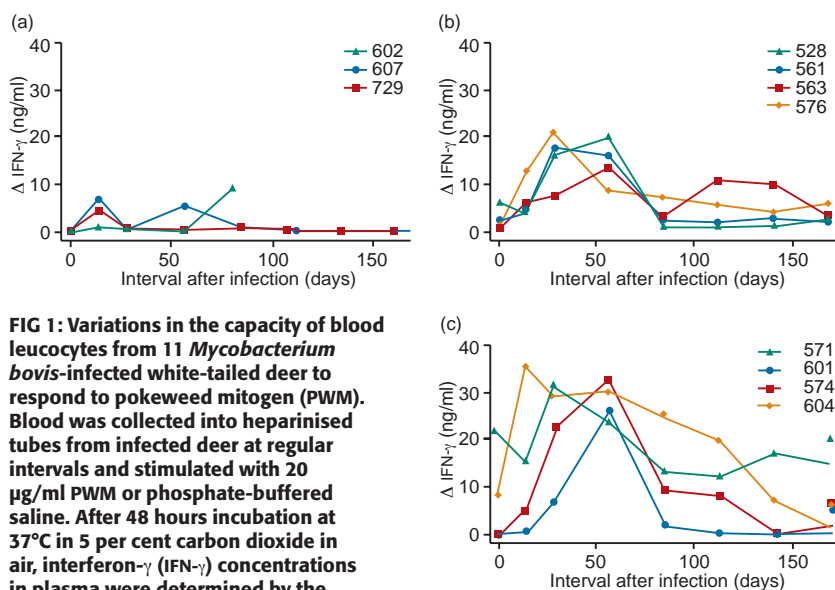 (a)
40
30
20
10
0
Δ IFN-γ (ng/ml)
602
607
729
0 50 100 150
Interval after infection (days)
(b)
40
30
20
10
0
Δ IFN-γ (ng/ml)
528
561
563
576
0 50 100 150
Interval after infection (days)
FIG 1: Variations in the capacity of blood
leucocytes from 11 Mycobacterium
bovis-infected white-tailed deer to
respond to pokeweed mitogen (PWM).
Blood was collected into heparinised
tubes from infected deer at regular
intervals and stimulated with 20
µg/ml PWM or phosphate-buffered
saline. After 48 hours incubation at
37°C in 5 per cent carbon dioxide in
air, interferon-γ (IFN-γ) concentrations
in plasma were determined by the
(c)
40
30
20
10
0
Δ IFN-γ (ng/ml)
571
601
574
604
0 50 100 150
Interval after infection (days)